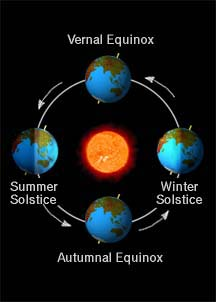 Vernal Equinox
Summer
Solstice
Winter
Solstice
Autumnal Equinox